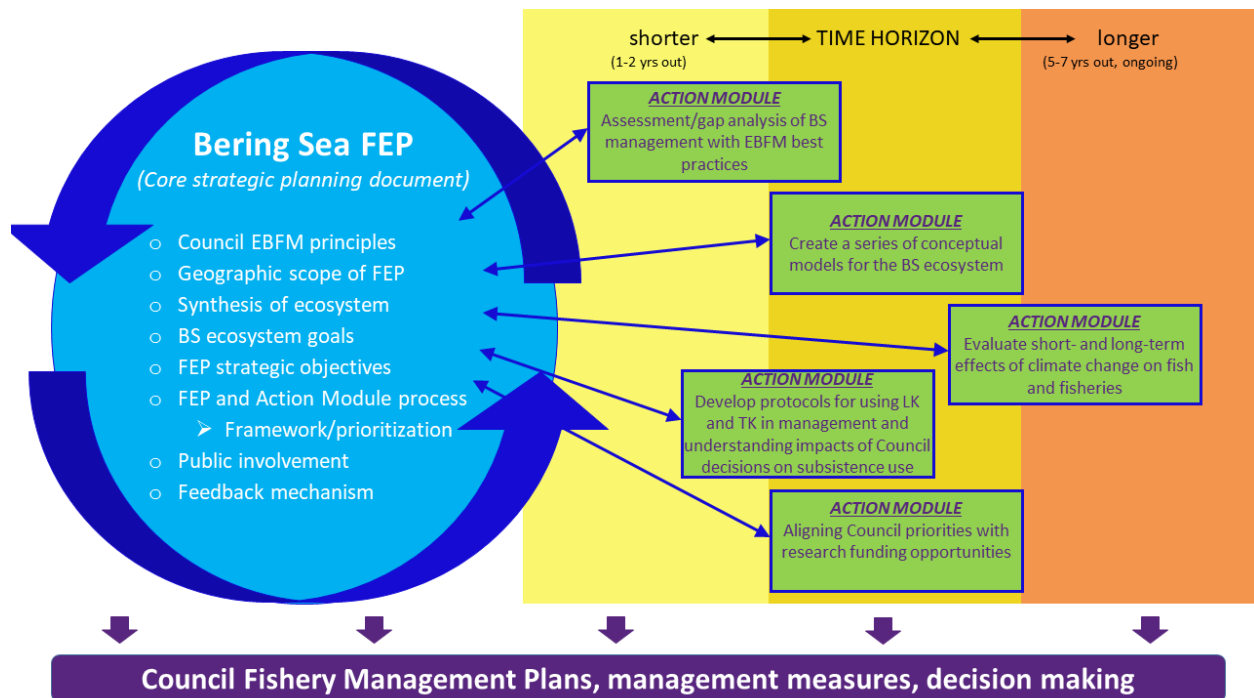 shorter TIME HORIZON longer
(1-2 yrs out) (5-7 yrs out, ongoing)
Bering Sea FEP
(Core strategic planning document)
o Council EBFM principles
o Geographic scope of FEP
o Synthesis of ecosystem
o BS ecosystem goals
o FEP strategic objectives
o FEP and Action Module process
➢ Framework/prioritization
o Public involvement
o Feedback mechanism
ACTION MODULE
Assessment/gap analysis of BS
management with EBFM best
practices
ACTION MODULE
Create a series of conceptual
models for the BS ecosystem
ACTION MODULE
Evaluate short- and long-term
effects of climate change on fish
and fisheries
ACTION MODULE
Develop protocols for using LK
and TK in management and
understanding impacts of Council
decisions on subsistence use
ACTION MODULE
Aligning Council priorities with
research funding opportunities
Council Fishery Management Plans, management measures, decision making